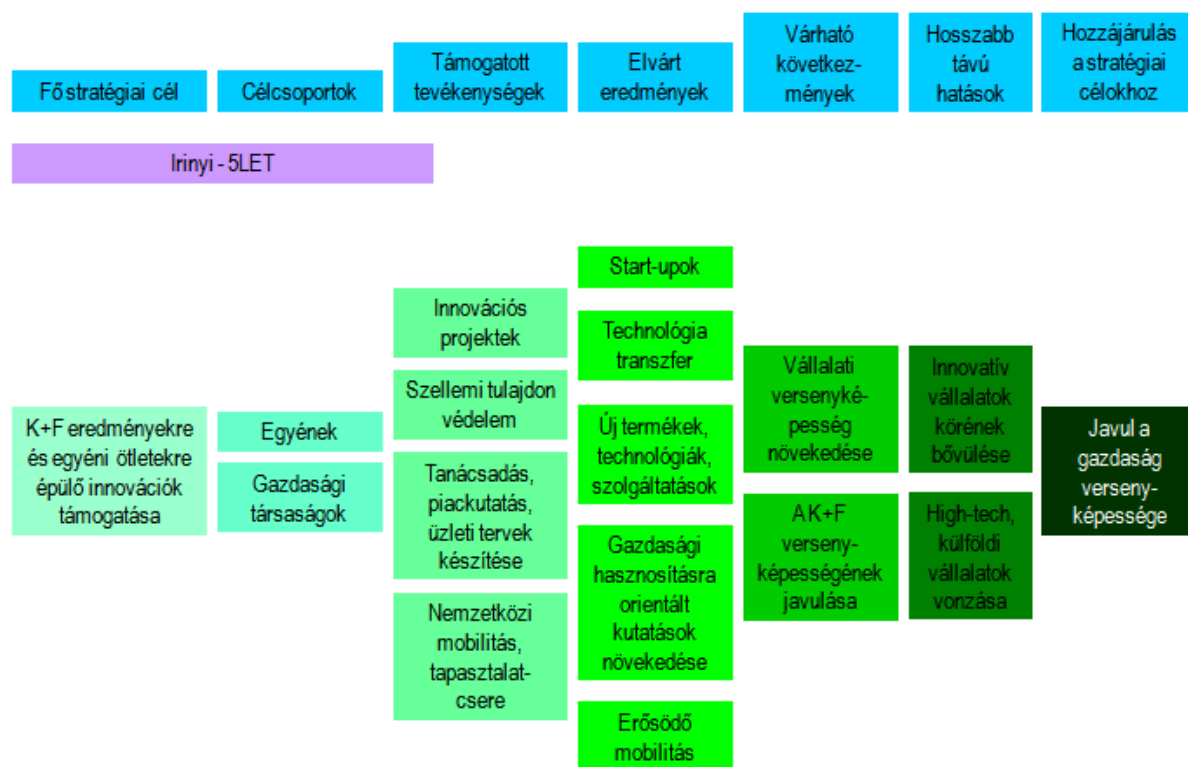 Fő stratégiai cél
Célcsoportok
Támogatott
tevékenységek
Elvárt
eredmények
Várható
következ-
mények
Hosszabb
távú
hatások
Hozzájárulás
a stratégiai
célokhoz
Irinyi - 5LET
K+F eredményekre
és egyéni ötletekre
épülő innovációk
támogatása
Egyének
Gazdasági
társaságok
Innovációs
projektek
Szellemi tulajdon
védelem
Tanácsadás,
piackutatás,
üzleti tervek
készítése
Nemzetközi
mobilitás,
tapasztalat-
csere
Start-upok
Technológia
transzfer
Új termékek,
technológiák,
szolgáltatások
Gazdasági
hasznosításra
orientált
kutatások
növekedése
Erősödő
mobilitás
Vállalati
versenyké-
pesség
növekedése
A K+F
verseny-
képességének
javulása
Innovatív
vállalatok
körének
bővülése
High-tech,
külföldi
vállalatok
vonzása
Javul a
gazdaság
verseny-
képessége